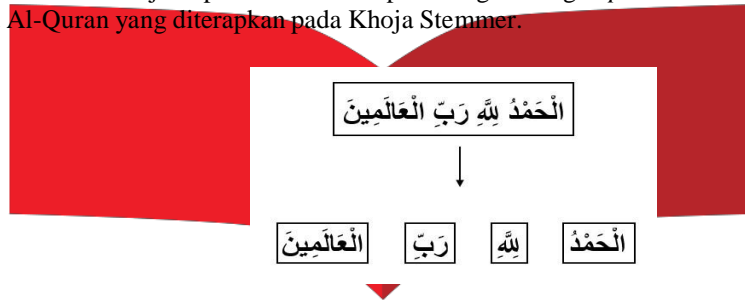 Al-Quran yang diterapkan pada Khoja Stemmer.
الْحَمْدُ لِلَّهِ رَبِّ الْعَالَمِينَ
الْحَمْدُ لِلَّهِ رَبِّ الْعَالَمِينَ